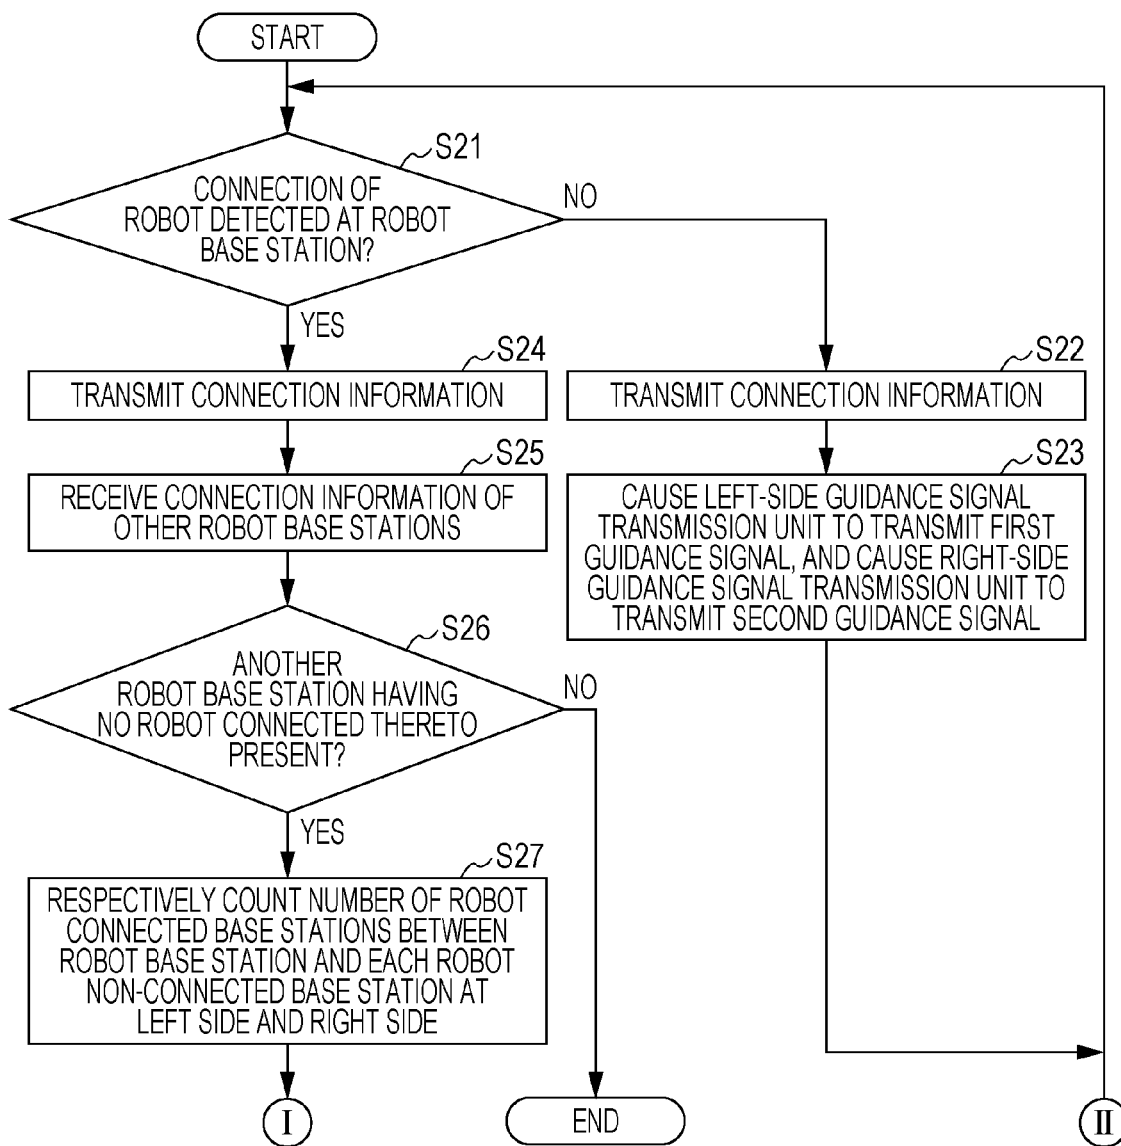 START
S21
CONNECTION OF
ROBOT DETECTED AT ROBOT
BASE STATION?
NO
YES
S24
TRANSMIT CONNECTION INFORMATION
S22
TRANSMIT CONNECTION INFORMATION
S25
RECEIVE CONNECTION INFORMATION OF
OTHER ROBOT BASE STATIONS
S23
CAUSE LEFT-SIDE GUIDANCE SIGNAL
TRANSMISSION UNIT TO TRANSMIT FIRST
GUIDANCE SIGNAL, AND CAUSE RIGHT-SIDE
GUIDANCE SIGNAL TRANSMISSION UNIT TO
TRANSMIT SECOND GUIDANCE SIGNAL
S26
ANOTHER
ROBOT BASE STATION HAVING
NO ROBOT CONNECTED THERETO
PRESENT?
NO
YES
S27
RESPECTIVELY COUNT NUMBER OF ROBOT
CONNECTED BASE STATIONS BETWEEN
ROBOT BASE STATION AND EACH ROBOT
NON-CONNECTED BASE STATION AT
LEFT SIDE AND RIGHT SIDE
I
END
II